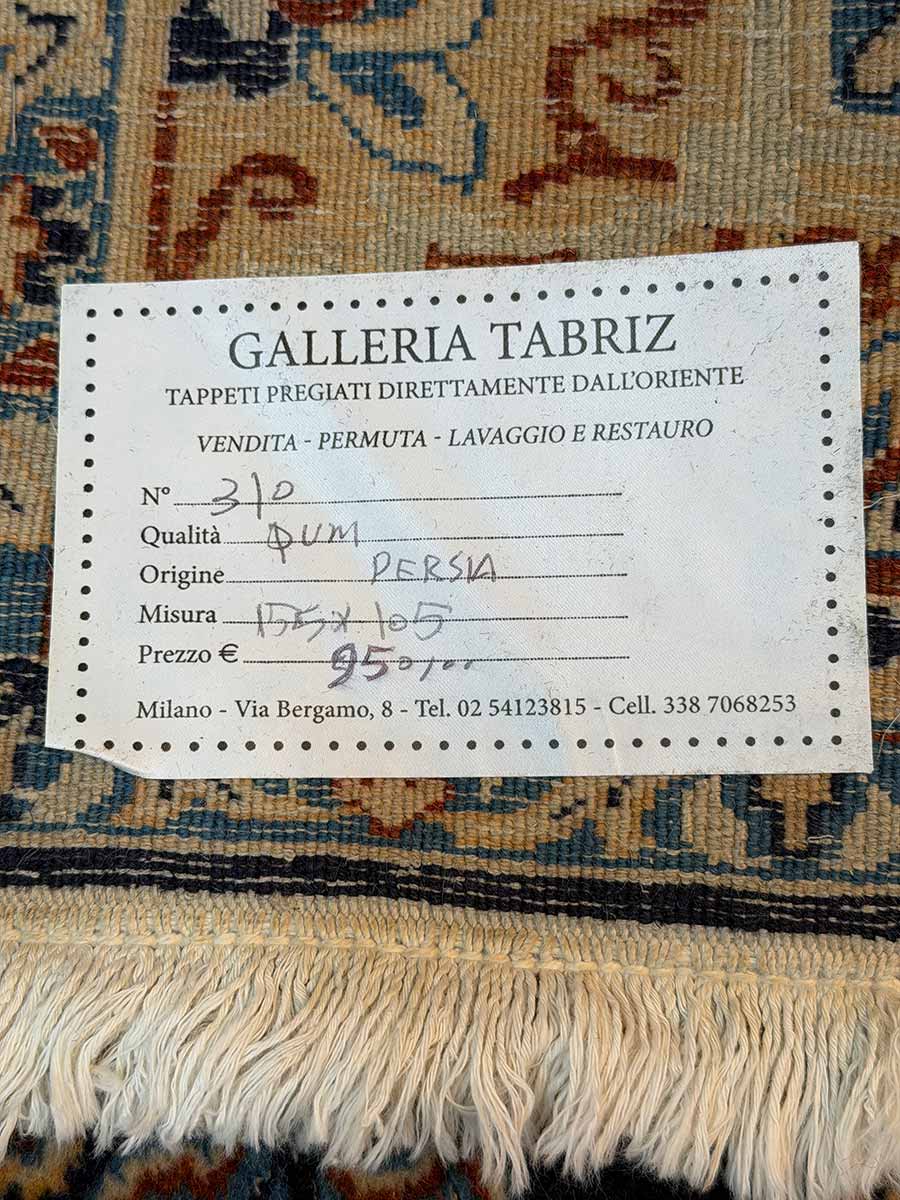 GALLERIA TABRIZ
TAPPETI PREGIATI DIRETTAMENTE DALL'ORIENTE
VENDITA - PERMUTA - LAVAGGIO E RESTAURO
N° 310
Qualità QUM
Origine PERSIA
Misura 155x105
Prezzo € 950,00
Milano - Via Bergamo, 8 - Tel. 02 54123815 - Cell. 338 7068253